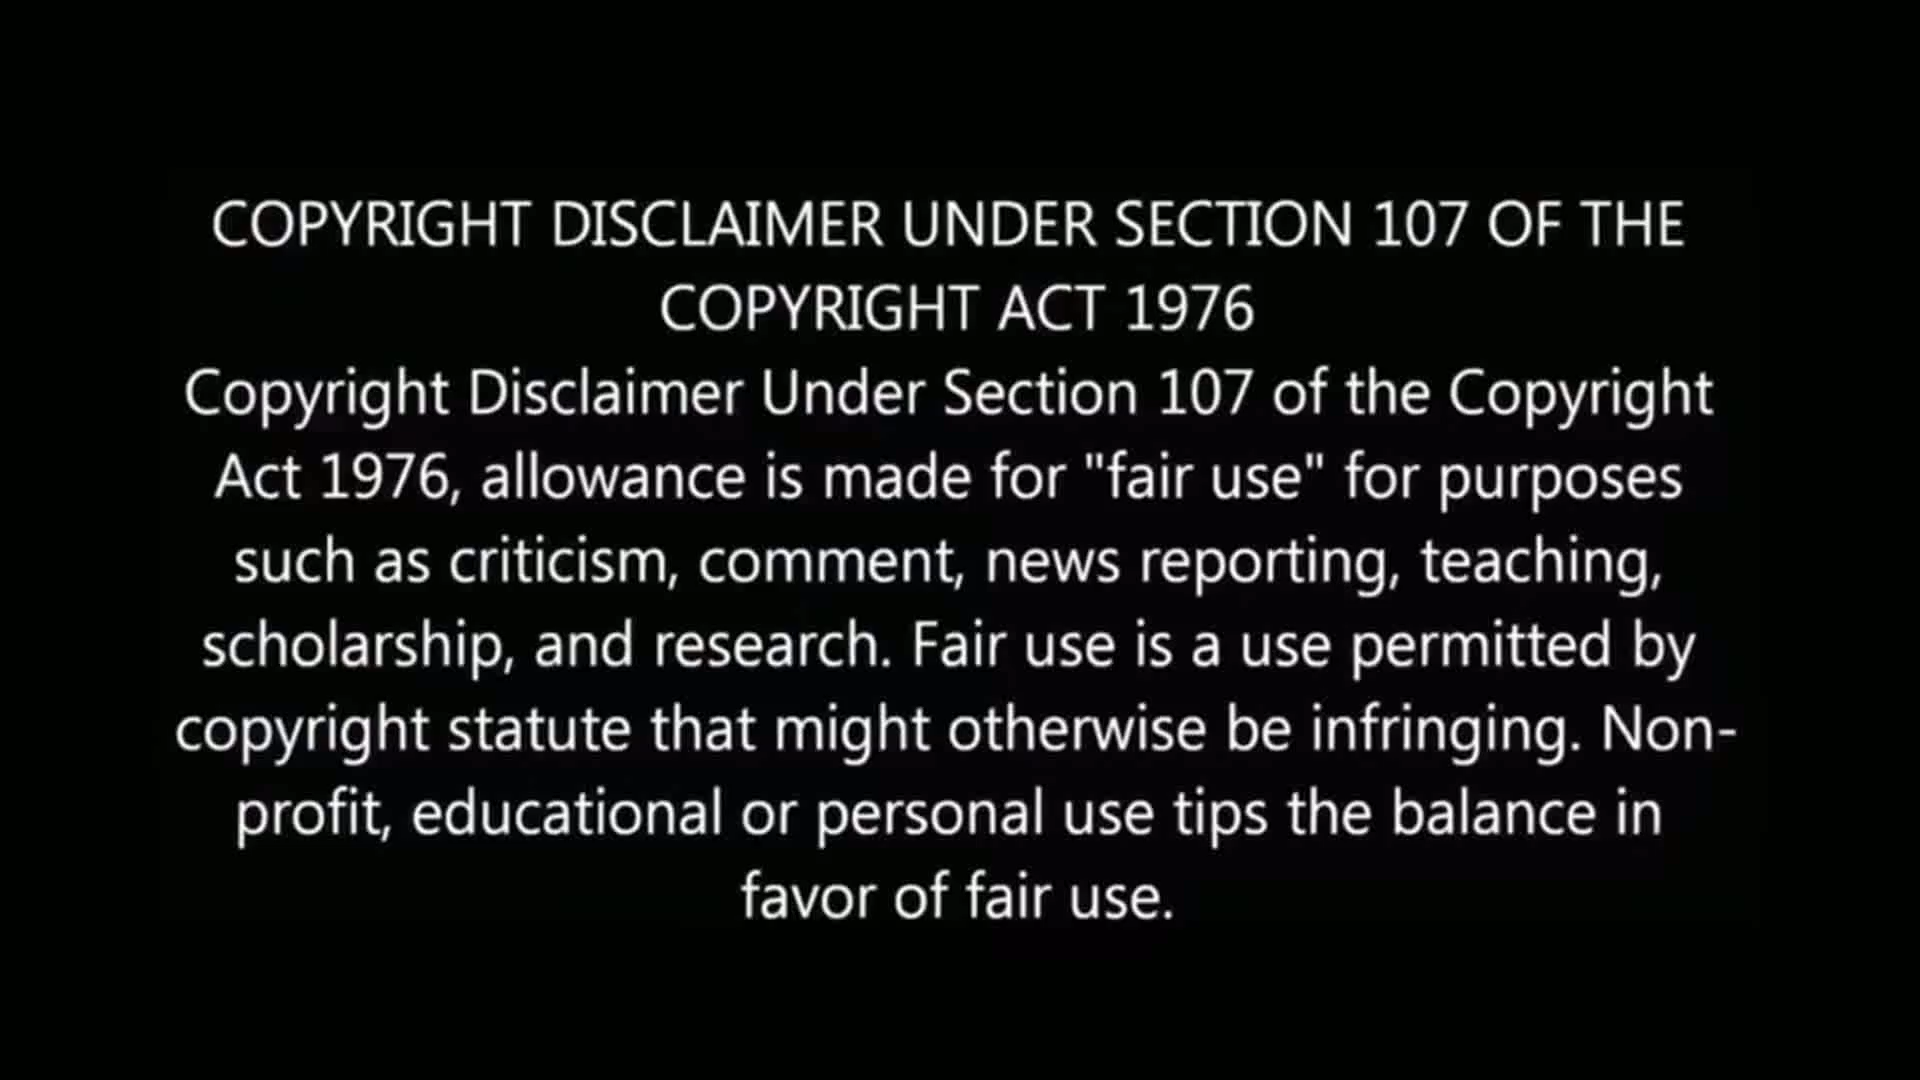 COPYRIGHT DISCLAIMER UNDER SECTION 107 OF THE
COPYRIGHT ACT 1976
Copyright Disclaimer Under Section 107 of the Copyright
Act 1976, allowance is made for "fair use" for purposes
such as criticism, comment, news reporting, teaching,
scholarship, and research. Fair use is a use permitted by
copyright statute that might otherwise be infringing. Non-
profit, educational or personal use tips the balance in
favor of fair use.